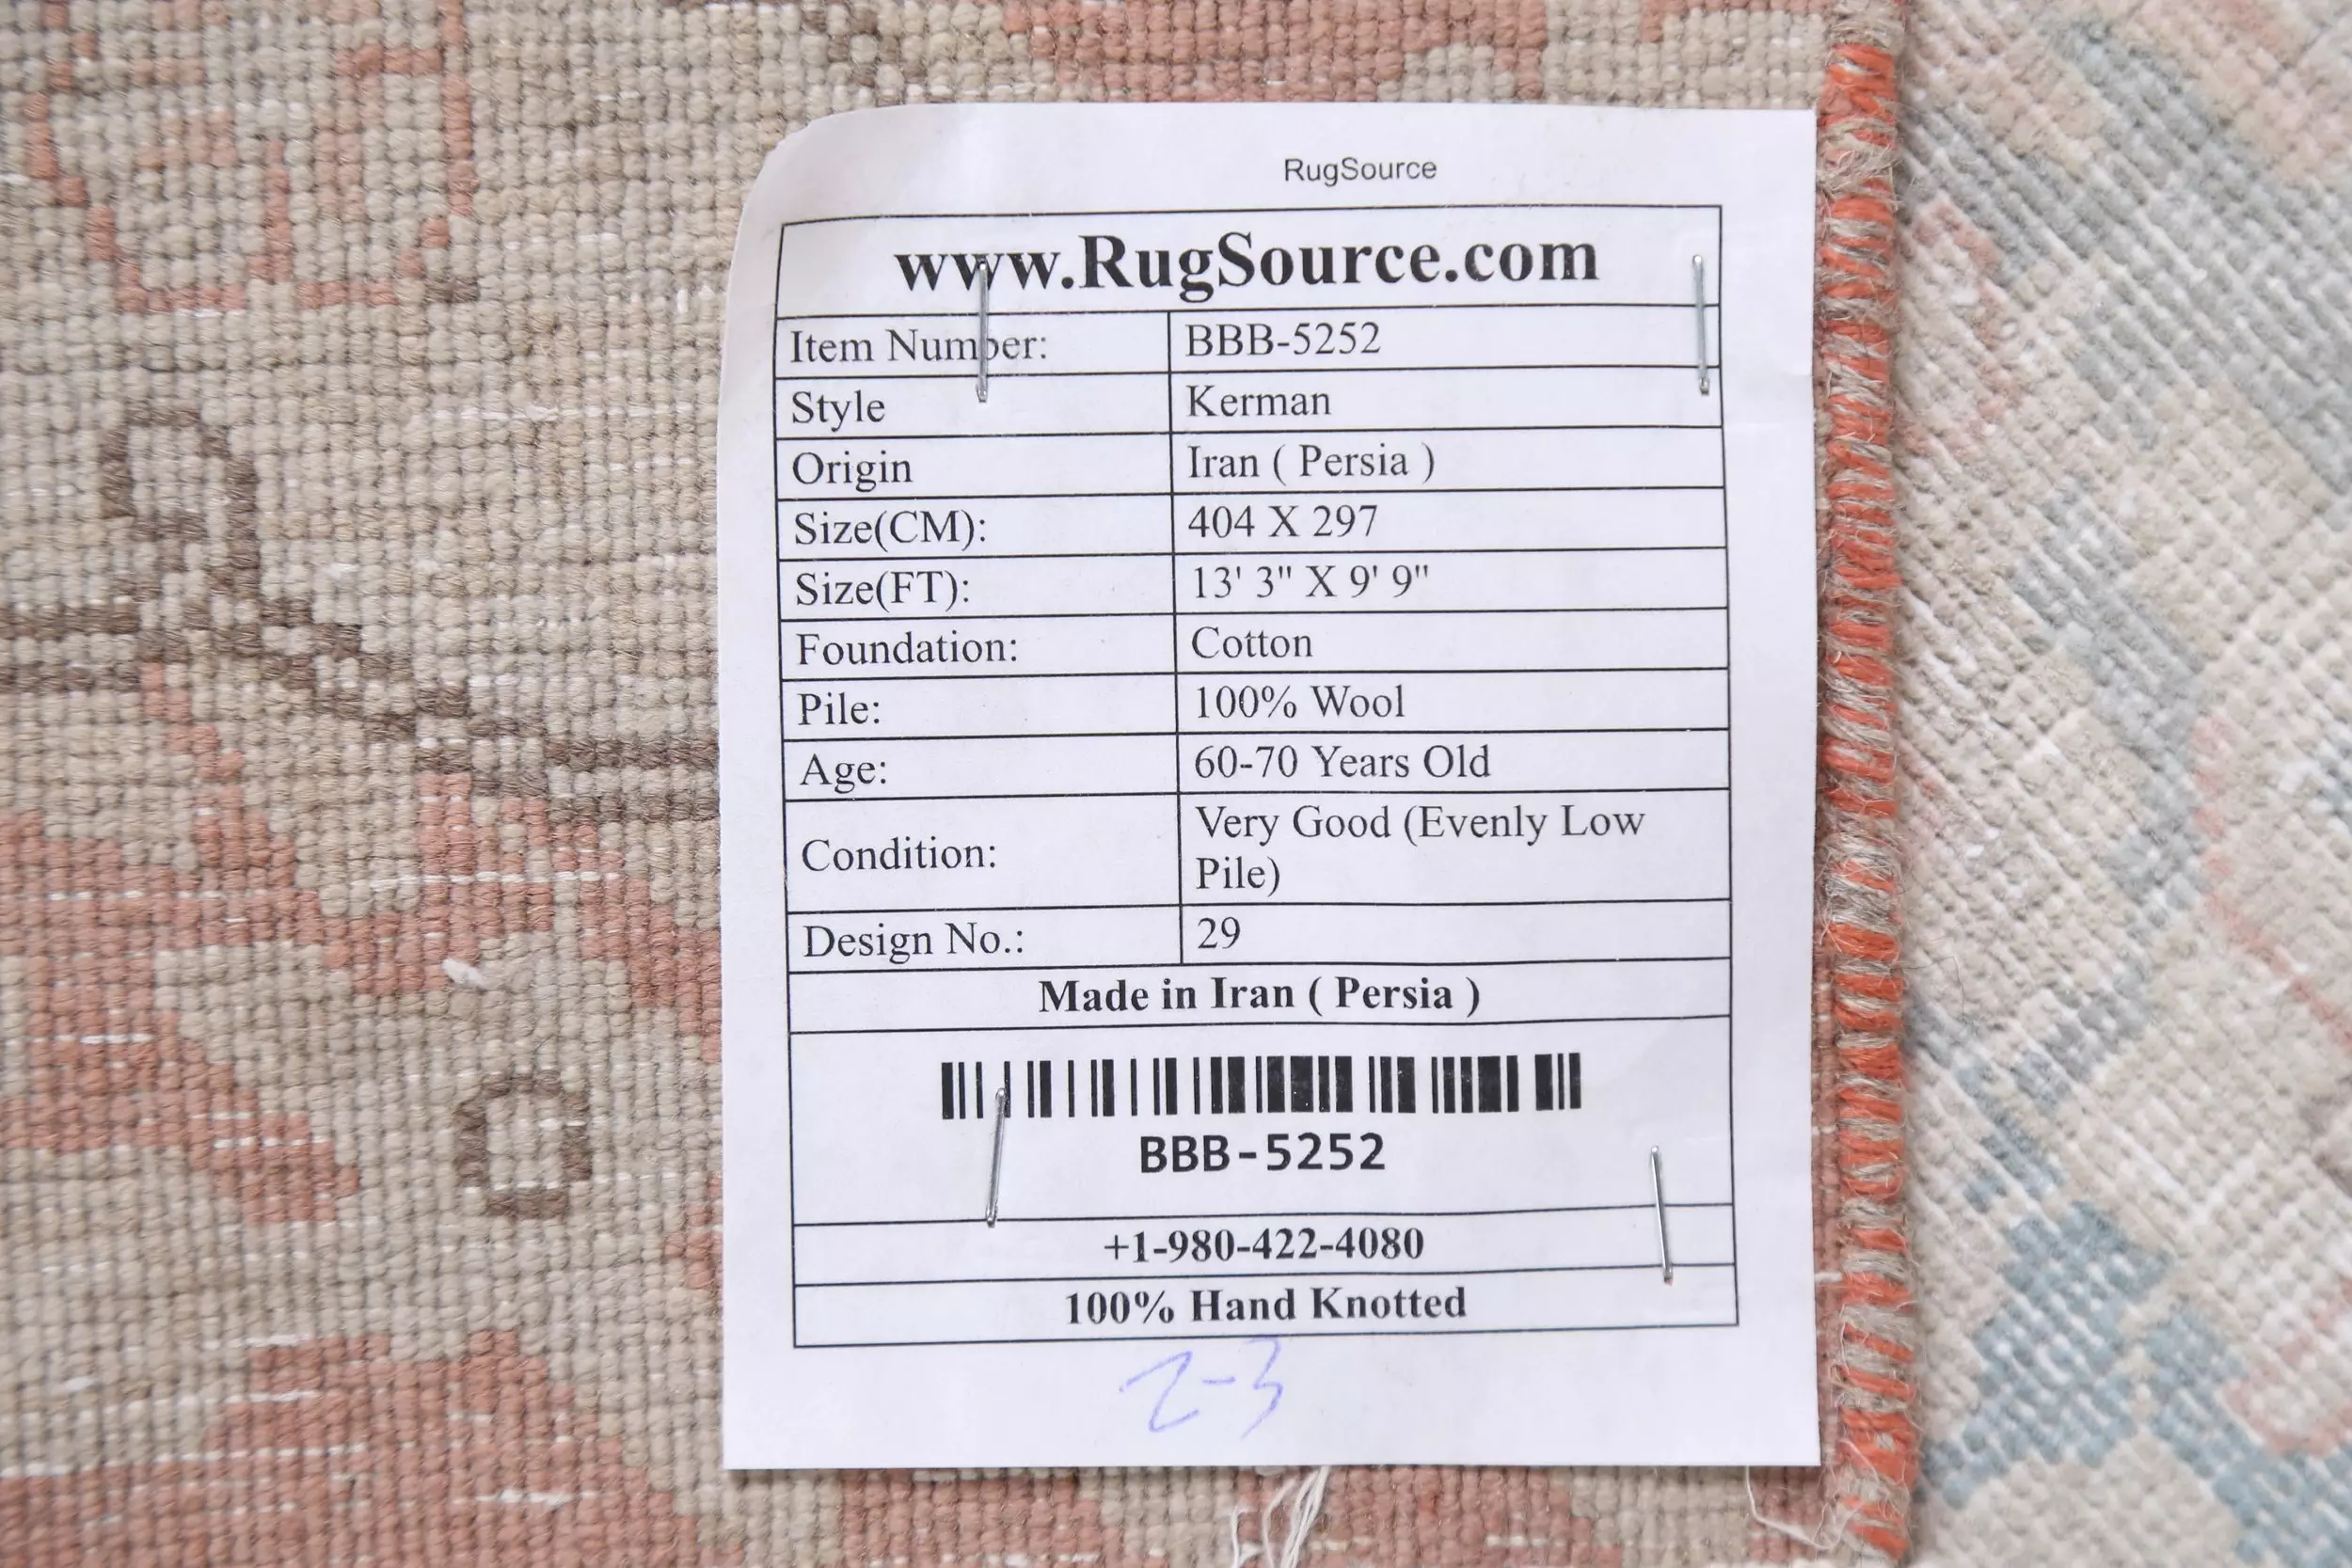 RugSource
www.RugSource.com
Item Number: BBB-5252
Style Kerman
Origin Iran ( Persia )
Size(CM): 404 X 297
Size(FT): 13' 3" X 9' 9"
Foundation: Cotton
Pile: 100% Wool
Age: 60-70 Years Old
Condition: Very Good (Evenly Low
Pile)
Design No.: 29
Made in Iran ( Persia )
BBB-5252
+1-980-422-4080
100% Hand Knotted
2-3